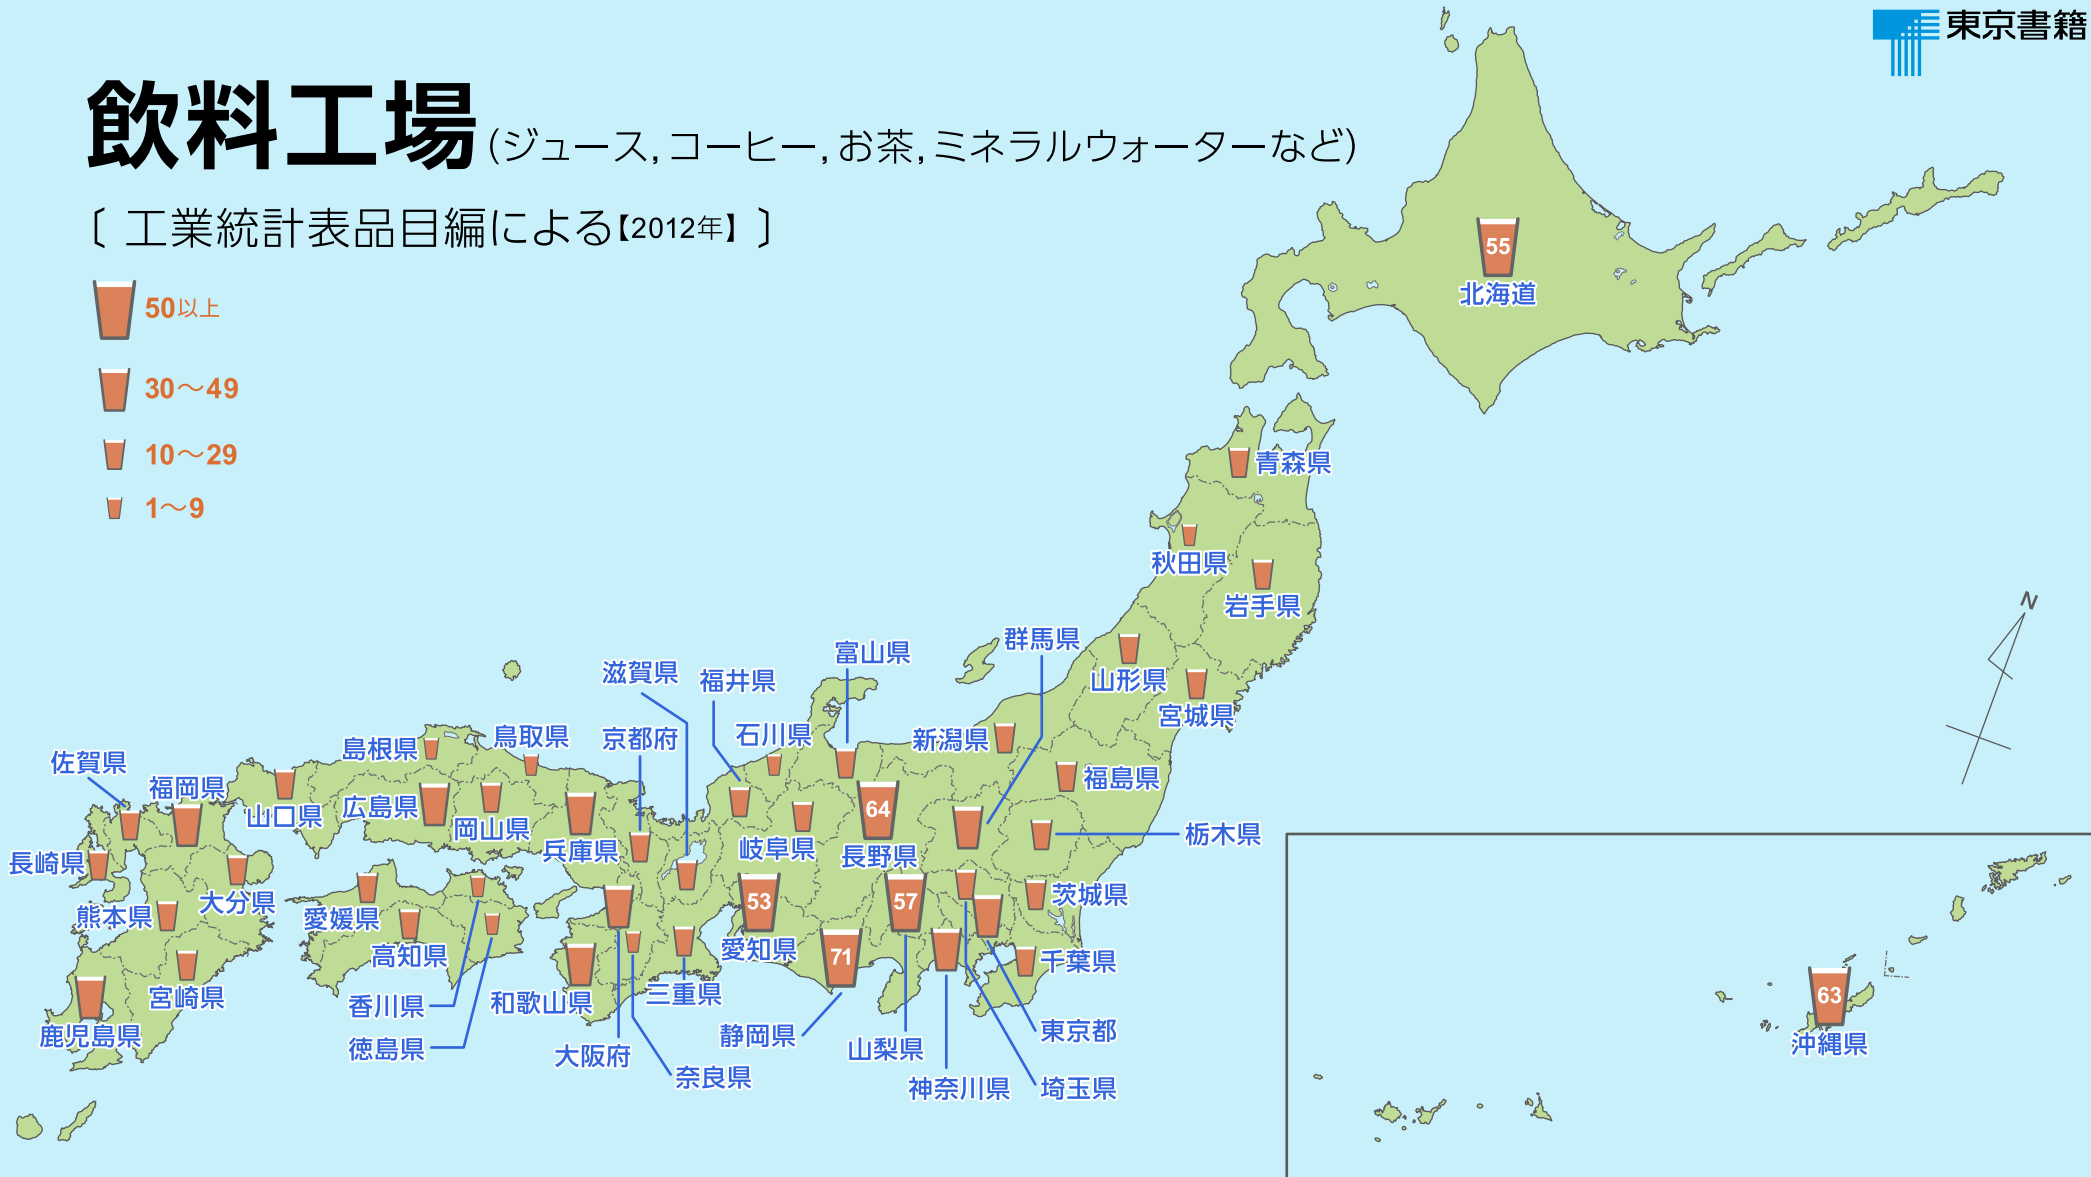 東京書籍
飲料工場(ジュース,コーヒー,お茶,ミネラルウォーターなど)
〔 工業統計表品目編による【2012年】 〕
50以上
30〜49
10〜29
1〜9
55
北海道
青森県
秋田県
岩手県
N
群馬県
山形県
富山県
滋賀県
福井県
宮城県
石川県
新潟県
鳥取県
京都府
島根県
佐賀県
福島県
福岡県
64
広島県
山口県
岡山県
栃木県
兵庫県
岐阜県
長野県
長崎県
茨城県
53
57
大分県
熊本県
愛媛県
愛知県
高知県
71
千葉県
三重県
63
宮崎県
香川県
和歌山県
鹿児島県
静岡県
東京都
沖縄県
徳島県
大阪府
山梨県
奈良県
神奈川県
埼玉県